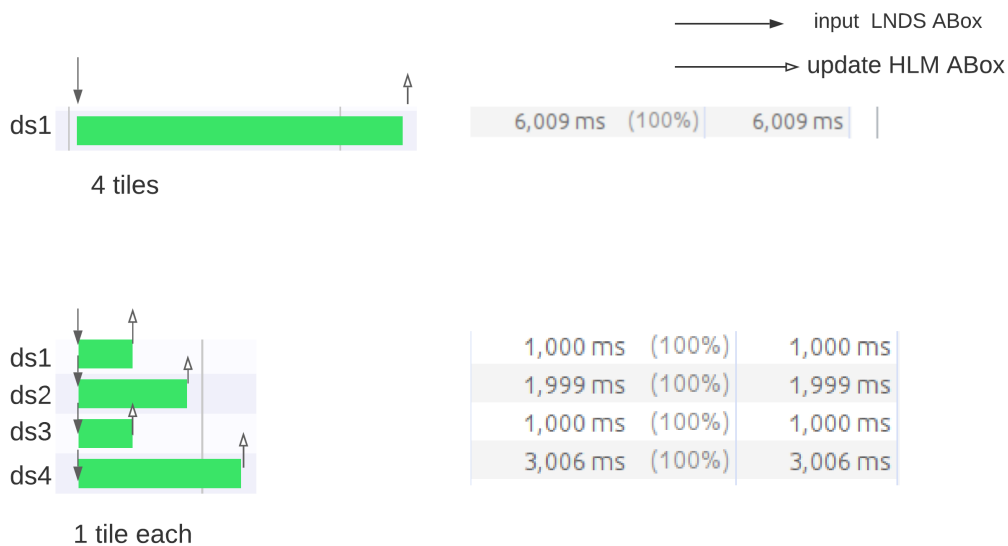 input LNDS ABox
update HLM ABox
ds1 6,009 ms (100%) 6,009 ms
4 tiles
ds1 1,000 ms (100%) 1,000 ms
ds2 1,999 ms (100%) 1,999 ms
ds3 1,000 ms (100%) 1,000 ms
ds4 3,006 ms (100%) 3,006 ms
1 tile each